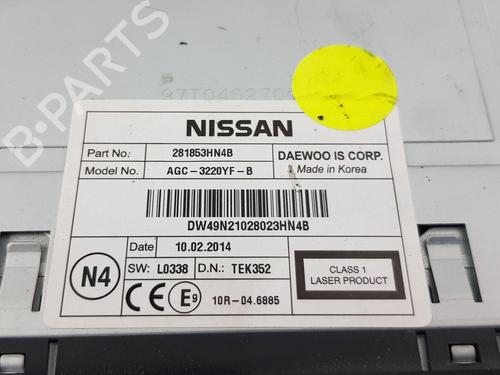 NISSAN
Part No: 281853HN4B DAEWOO IS CORP.
Model No: AGC-3220YF-B Made in Korea
DW49N21028023HN4B
Date 10.02.2014
N4 SW: L0338 D.N.: TEK352
CLASS 1
LASER PRODUCT
CE E9 10R-04.6885
B-Parts